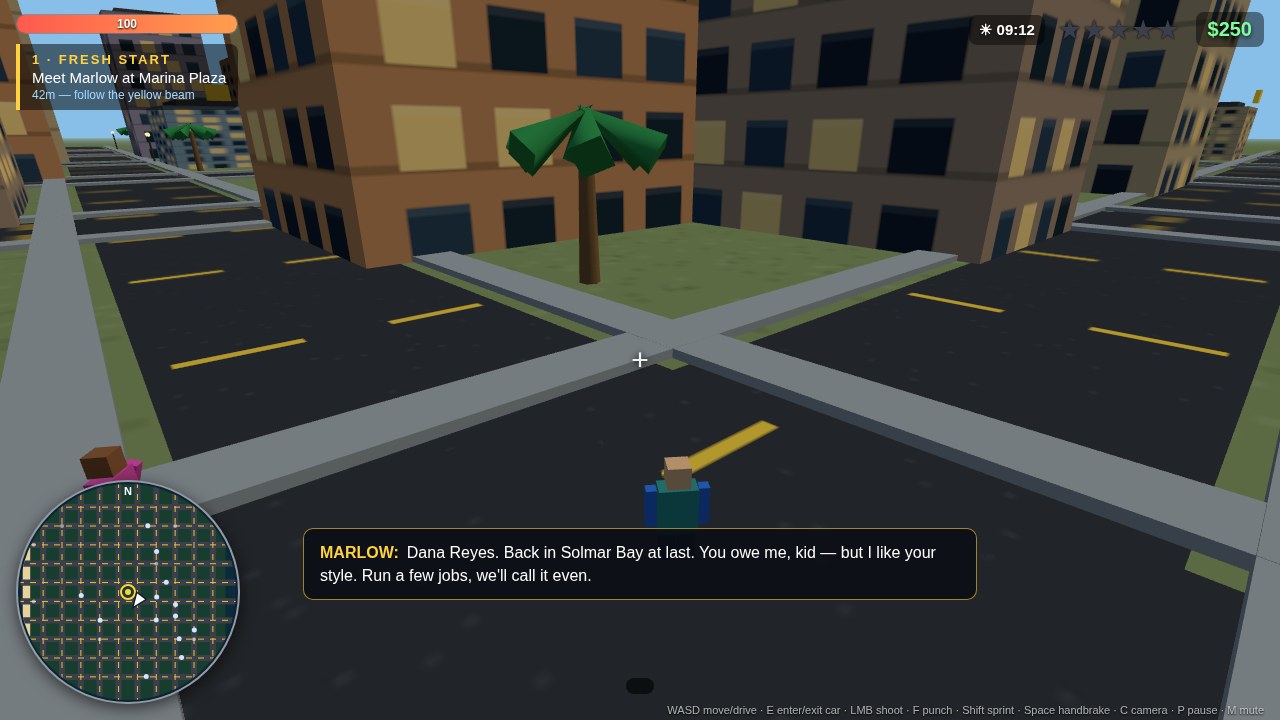 100
09:12
$250
1 · FRESH START
Meet Marlow at Marina Plaza
42m — follow the yellow beam
N
MARLOW: Dana Reyes. Back in Solmar Bay at last. You owe me, kid — but I like your
style. Run a few jobs, we'll call it even.
WASD move/drive · E enter/exit car · LMB shoot · F punch · Shift sprint · Space handbrake · C camera · P pause · M mute